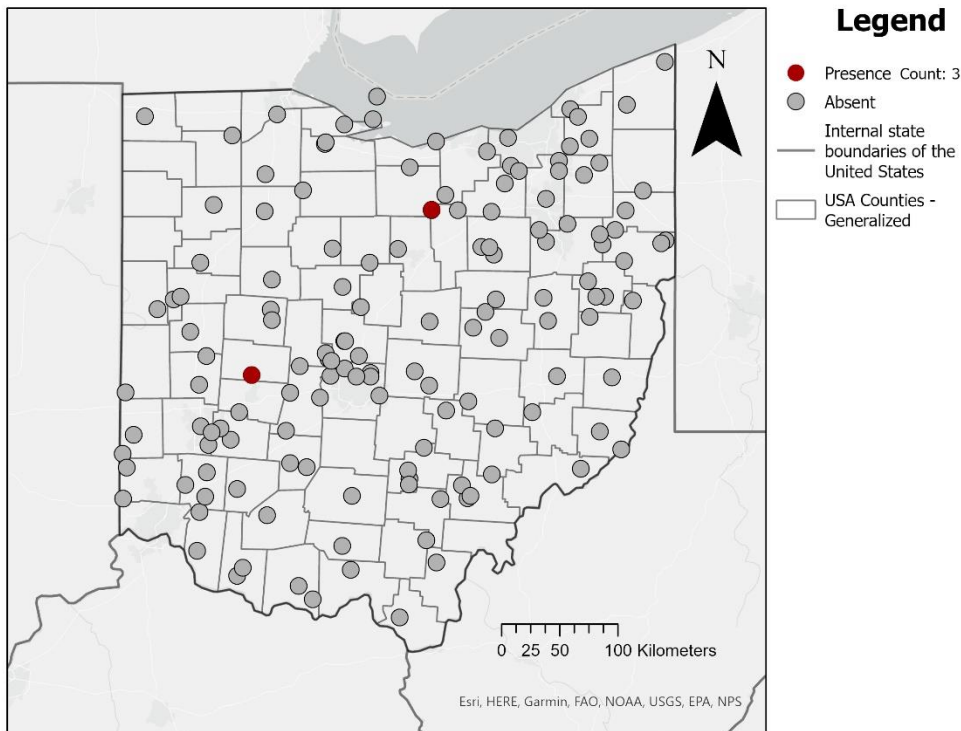 Legend
N
Presence Count: 3
Absent
Internal state
boundaries of the
United States
USA Counties -
Generalized
0 25 50 100 Kilometers
Esri, HERE, Garmin, FAO, NOAA, USGS, EPA, NPS